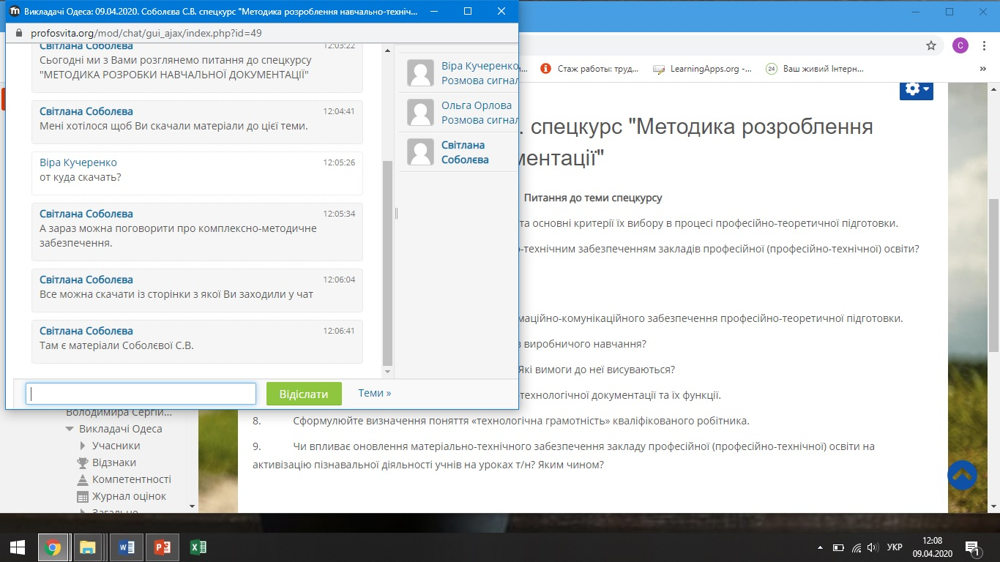 Викладачі Одеса: 09.04.2020. Соболєва С.В. спецкурс "Методика розроблення навчально-техніч...
profosvita.org/mod/chat/gui_ajax/index.php?id=49
Світлана Соболєва 12:03:22
Сьогодні ми з Вами розглянемо питання до спецкурсу
"МЕТОДИКА РОЗРОБКИ НАВЧАЛЬНОЇ ДОКУМЕНТАЦІЇ"
Світлана Соболєва 12:04:41
Мені хотілося щоб Ви скачали матеріали до цієї теми.
Віра Кучеренко 12:05:26
от куда скачать?
Світлана Соболєва 12:05:34
А зараз можна поговорити про комплексно-методичне
забезпечення.
Світлана Соболєва 12:06:04
Все можна скачати із сторінки з якої Ви заходили у чат
Світлана Соболєва 12:06:41
Там є матеріали Соболєвої С.В.
Відіслати Теми »
Віра Кучеренко
Розмова сигнал
Ольга Орлова
Розмова сигнал
Світлана
Соболєва
С
н... Стаж работы: труд... LearningApps.org -... 24 Ваш живий Інтерн... »
. спецкурс "Методика розроблення
ментації"
Питання до теми спецкурсу
та основні критерії їх вибору в процесі професійно-теоретичної підготовки.
о-технічним забезпеченням закладів професійної (професійно-технічної) освіти?
маційно-комунікаційного забезпечення професійно-теоретичної підготовки.
в виробничого навчання?
Які вимоги до неї висуваються?
технологічної документації та їх функції.
8. Сформулюйте визначення поняття «технологічна грамотність» кваліфікованого робітника.
9. Чи впливає оновлення матеріально-технічного забезпечення закладу професійної (професійно-технічної) освіти на
активізацію пізнавальної діяльності учнів на уроках т/н? Яким чином?
Володимира Сергій...
Викладачі Одеса
Учасники
Відзнаки
Компетентності
Журнал оцінок
Загальне
УКР
12:08
09.04.2020
1